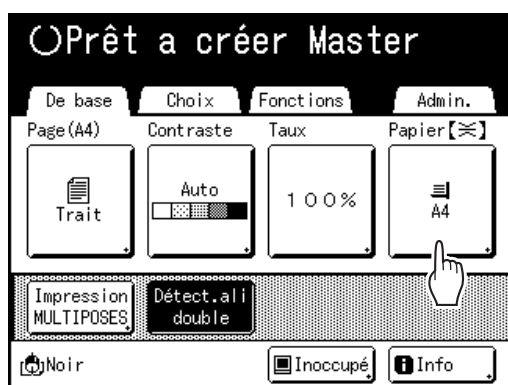 Prêt a créer Master
De base Choix Fonctions Admin.
Page(A4) Contraste Taux Papier【】
Trait Auto 100% A4
Impression Détect.ali
MULTIPOSES double
Noir Inoccupé Info